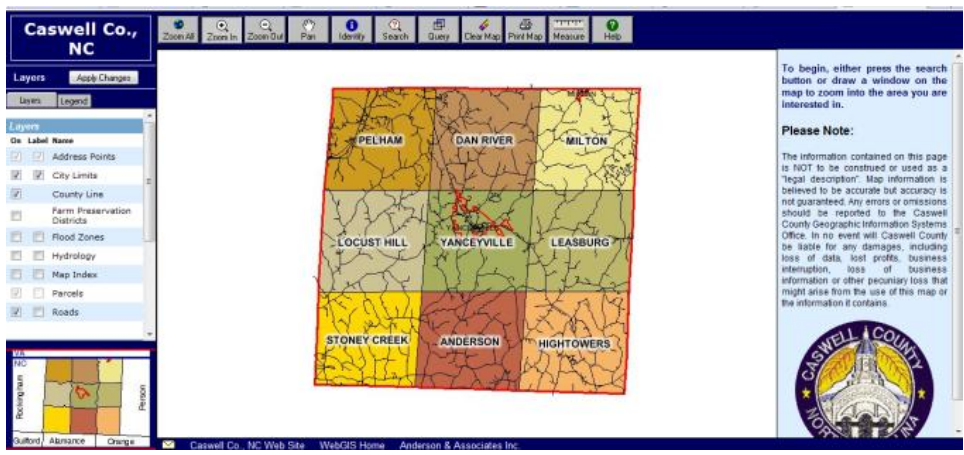 Caswell Co.,
NC
Zoom All Zoom In Zoom Out Pan Identify Search Query Clear Map Print Map Measure Help
Layers Apply Changes
Layers Legend
Layers
On Label Name
Address Points
City Limits
County Line
Farm Preservation
Districts
Flood Zones
Hydrology
Map Index
Parcels
Roads
PELHAM DAN RIVER MILTON
LOCUST HILL YANCEYVILLE LEASBURG
STONEY CREEK ANDERSON HIGHTOWERS
To begin, either press the search
button or draw a window on the
map to zoom into the area you are
interested in.
Please Note:
The information contained on this page
is NOT to be construed or used as a
"legal description". Map information is
believed to be accurate but accuracy is
not guaranteed. Any errors or omissions
should be reported to the Caswell
County Geographic Information Systems
Office. In no event will Caswell County
be liable for any damages, including
loss of data, lost profits, business
interruption, loss of business
information or other pecuniary loss that
might arise from the use of this map or
the information it contains.
CASWELL COUNTY
VA
NC
Rockingham
Person
Guilford Alamance Orange
Caswell Co., NC Web Site WebGIS Home Anderson & Associates Inc.